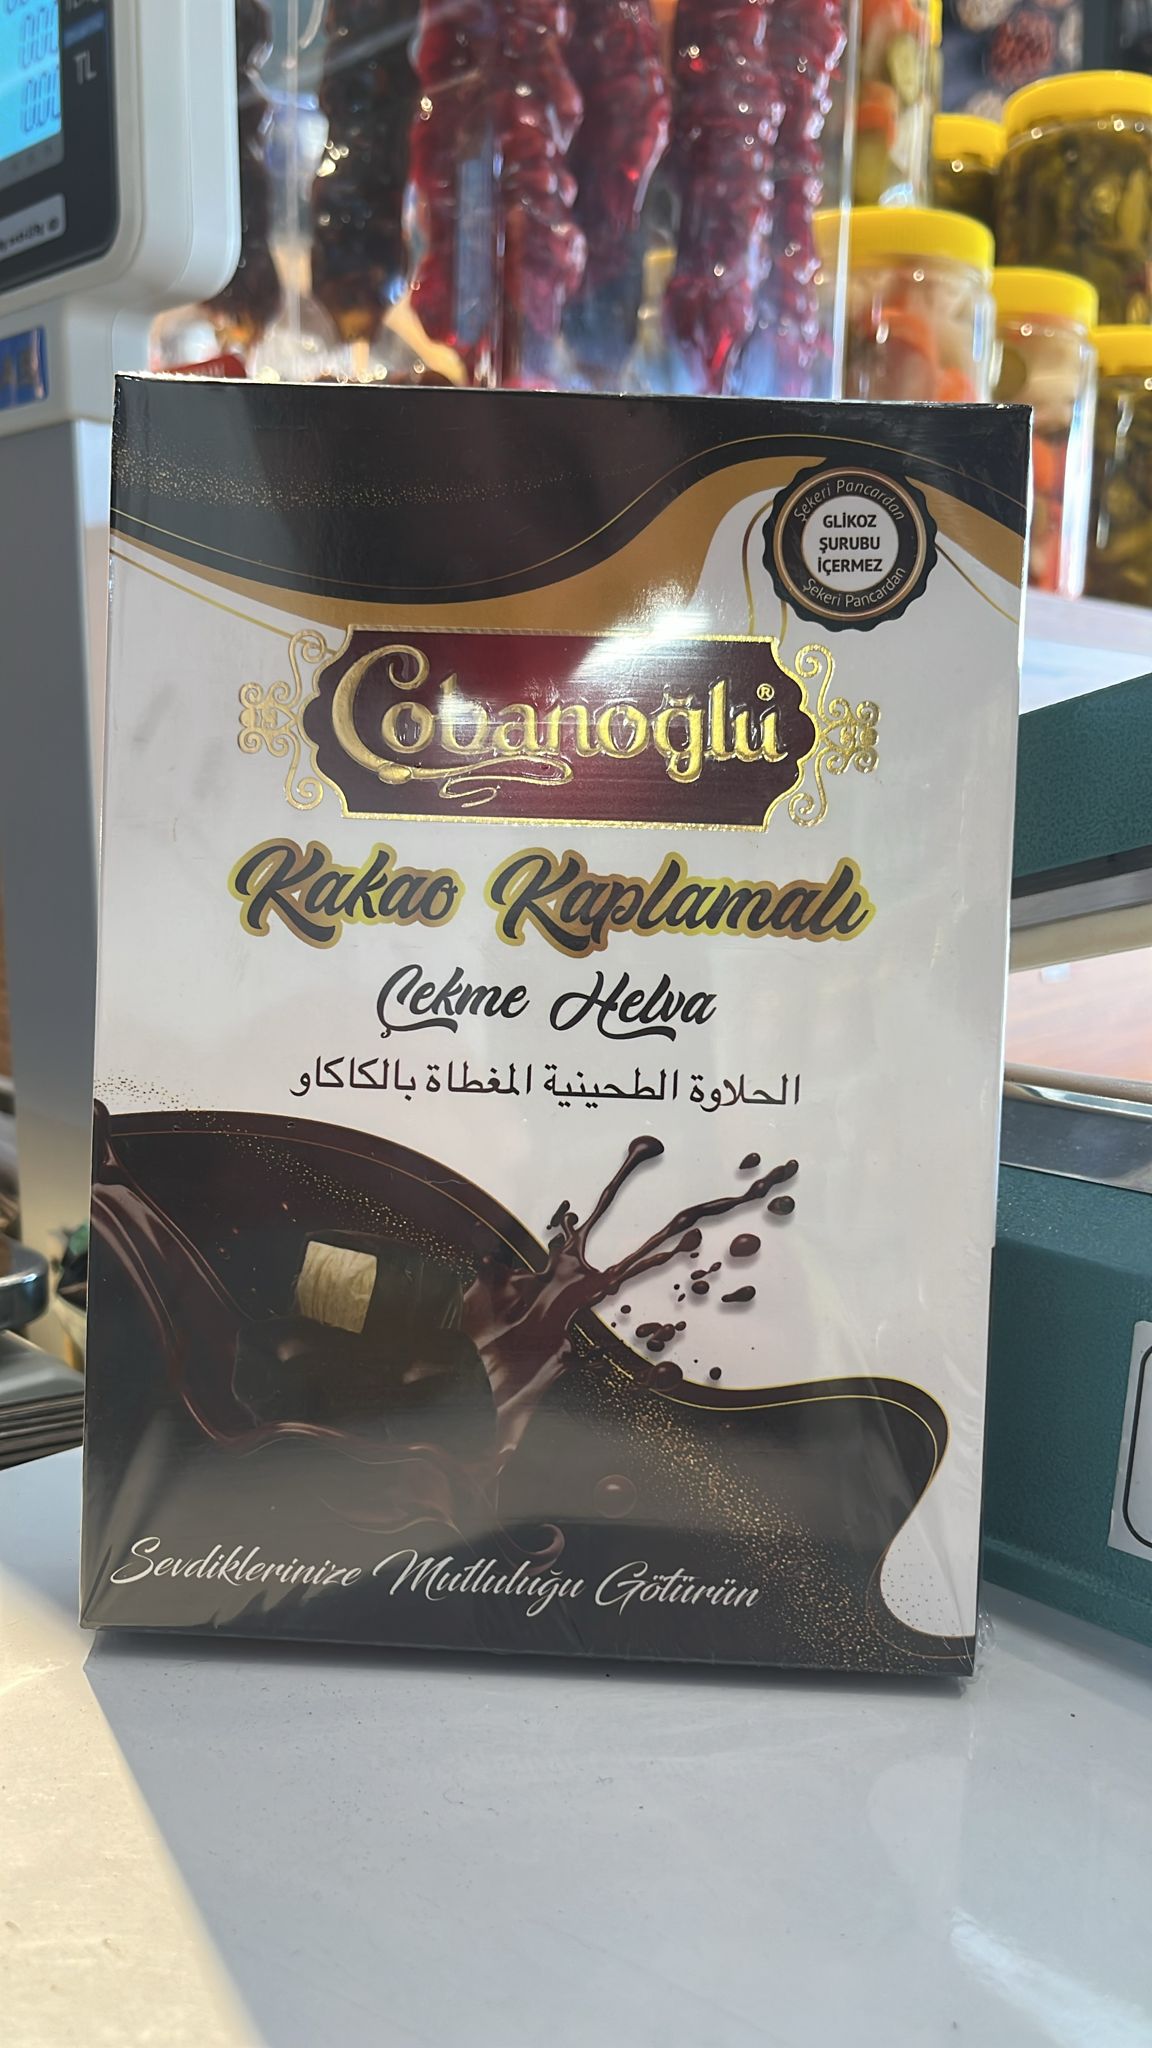 TL
Şekeri Pancardan
GLİKOZ
ŞURUBU
İÇERMEZ
Şekeri Pancardan
Çobanoğlu®
Kakao Kaplamalı
Çekme Helva
الحلاوة الطحينية المغطاة بالكاكاو
Sevdiklerinize Mutluluğu Götürün